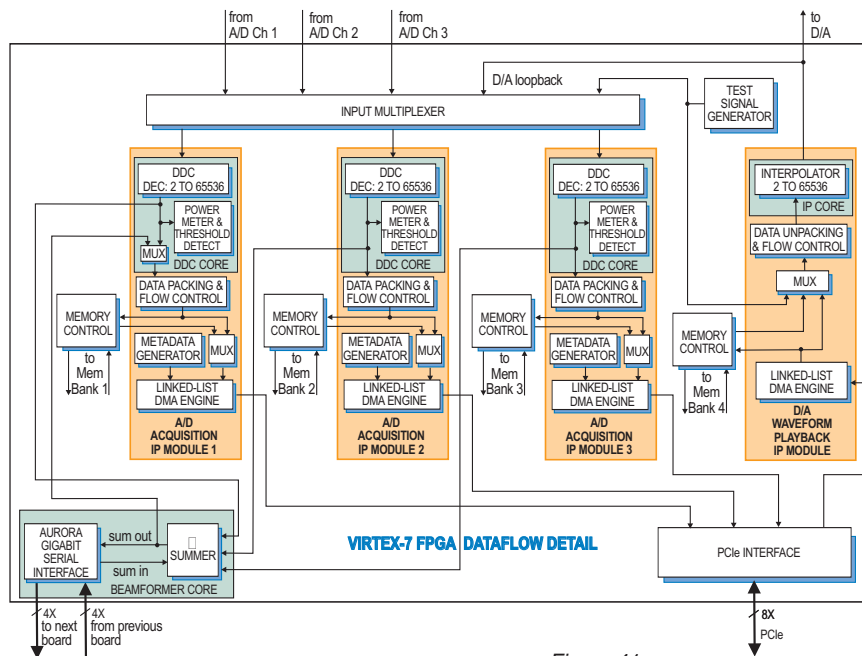 from
A/D Ch 1
from
A/D Ch 2
from
A/D Ch 3
to
D/A
D/A loopback
INPUT MULTIPLEXER
TEST
SIGNAL
GENERATOR
DDC
DEC: 2 TO 65536
POWER
METER &
THRESHOLD
DETECT
MUX
DDC CORE
DATA PACKING &
FLOW CONTROL
MEMORY
CONTROL
to
Mem
Bank 1
METADATA
GENERATOR
MUX
LINKED-LIST
DMA ENGINE
A/D
ACQUISITION
IP MODULE 1
DDC
DEC: 2 TO 65536
POWER
METER &
THRESHOLD
DETECT
DDC CORE
DATA PACKING &
FLOW CONTROL
MEMORY
CONTROL
to
Mem
Bank 2
METADATA
GENERATOR
MUX
LINKED-LIST
DMA ENGINE
A/D
ACQUISITION
IP MODULE 2
DDC
DEC: 2 TO 65536
POWER
METER &
THRESHOLD
DETECT
DDC CORE
DATA PACKING &
FLOW CONTROL
MEMORY
CONTROL
to
Mem
Bank 3
METADATA
GENERATOR
MUX
LINKED-LIST
DMA ENGINE
A/D
ACQUISITION
IP MODULE 3
INTERPOLATOR
2 TO 65536
IP CORE
DATA UNPACKING
& FLOW CONTROL
MUX
MEMORY
CONTROL
to
Mem
Bank 4
LINKED-LIST
DMA ENGINE
D/A
WAVEFORM
PLAYBACK
IP MODULE
AURORA
GIGABIT
SERIAL
INTERFACE
sum out
sum in
SUMMER
BEAMFORMER CORE
VIRTEX-7 FPGA DATAFLOW DETAIL
PCIe INTERFACE
4X
to next
board
4X
from previous
board
8X
PCIe